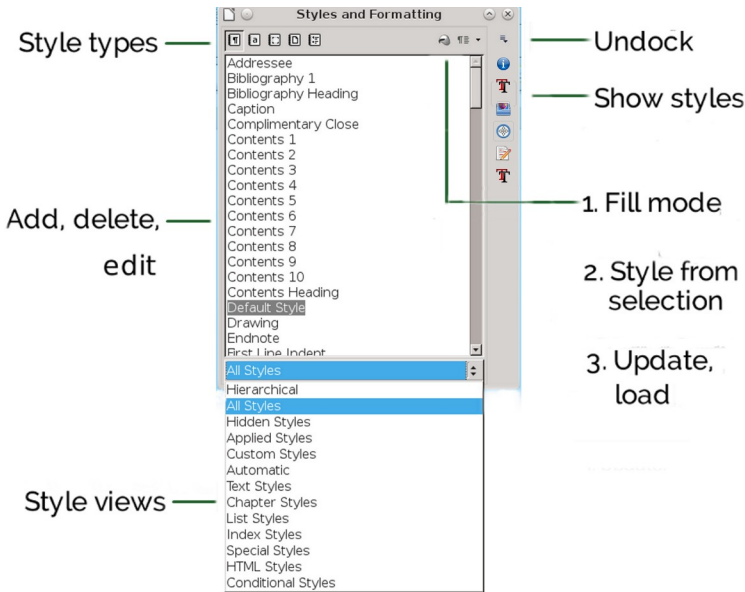 Styles and Formatting
Style types
Undock
Show styles
Addressee
Bibliography 1
Bibliography Heading
Caption
Complimentary Close
Contents 1
Contents 2
Contents 3
Contents 4
Contents 5
Contents 6
Contents 7
Contents 8
Contents 9
Contents 10
Contents Heading
Default Style
Drawing
Endnote
First Line Indent
Add, delete,
edit
1. Fill mode
2. Style from
selection
3. Update,
load
All Styles
Hierarchical
All Styles
Hidden Styles
Applied Styles
Custom Styles
Automatic
Text Styles
Chapter Styles
List Styles
Index Styles
Special Styles
HTML Styles
Conditional Styles
Style views